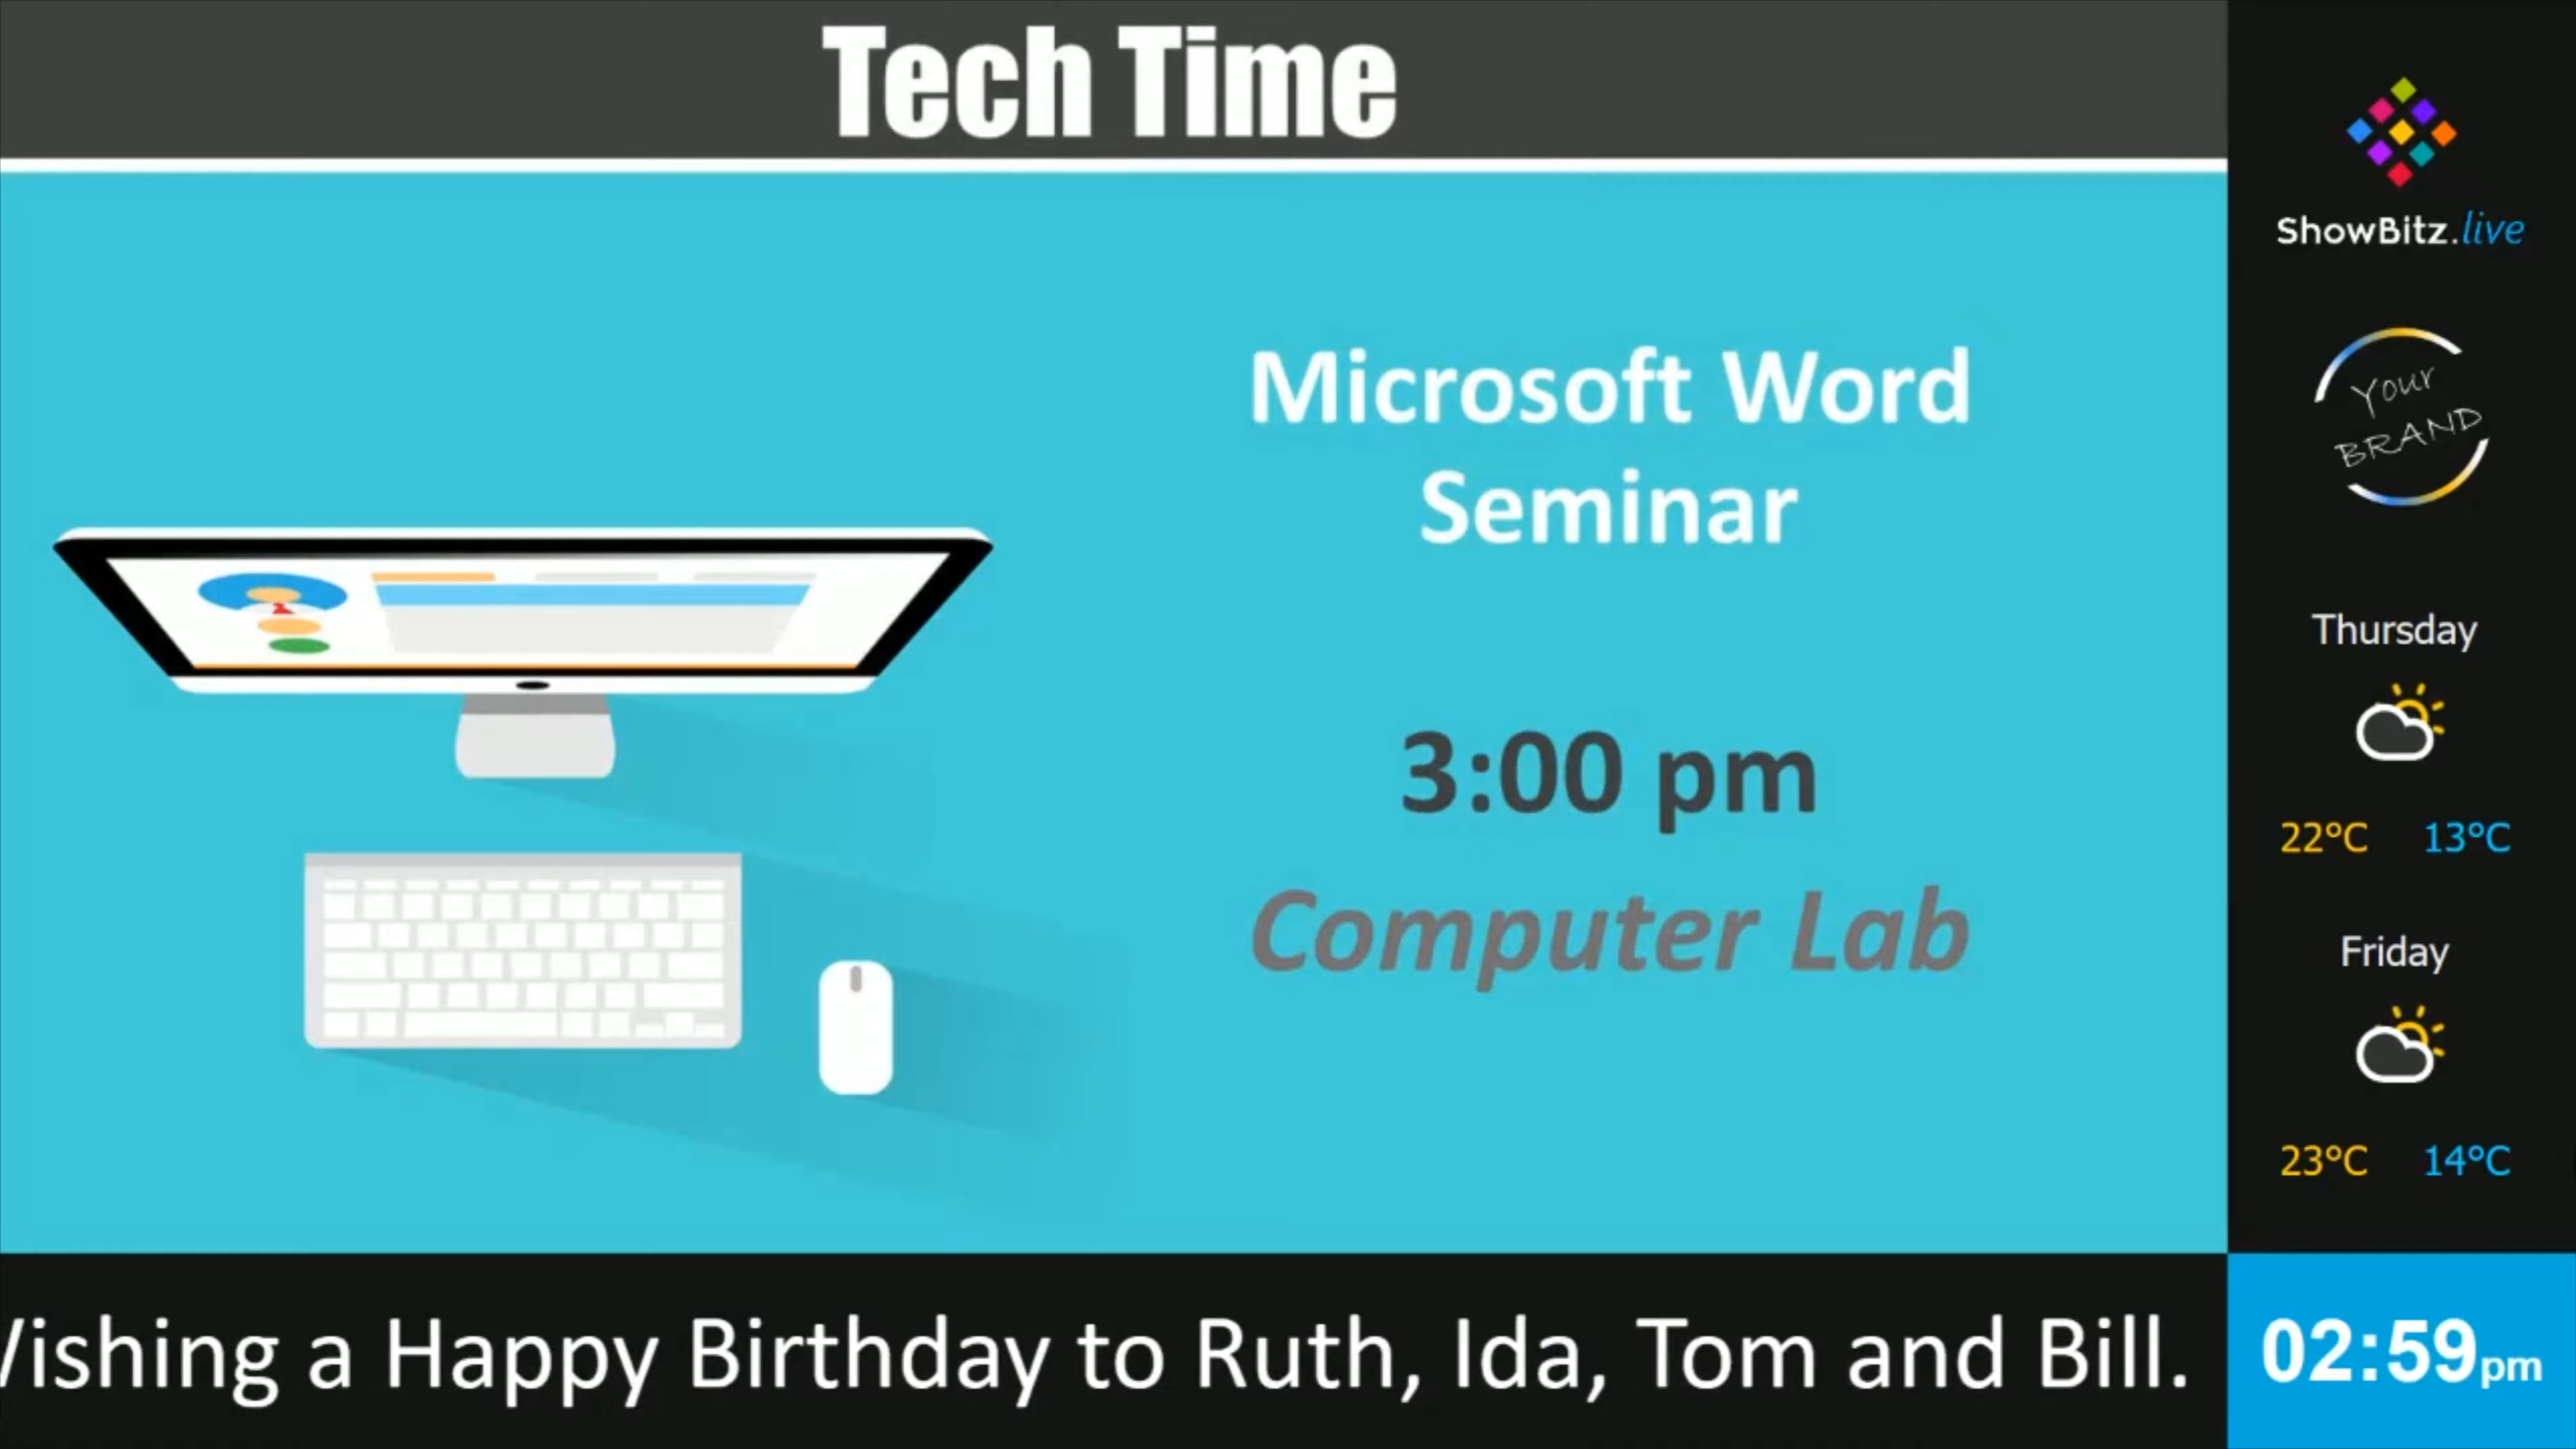 Tech Time
Microsoft Word
Seminar
3:00 pm
Computer Lab
ShowBitz.live
Your
BRAND
Thursday
22°C 13°C
Friday
23°C 14°C
ishing a Happy Birthday to Ruth, Ida, Tom and Bill.
02:59pm